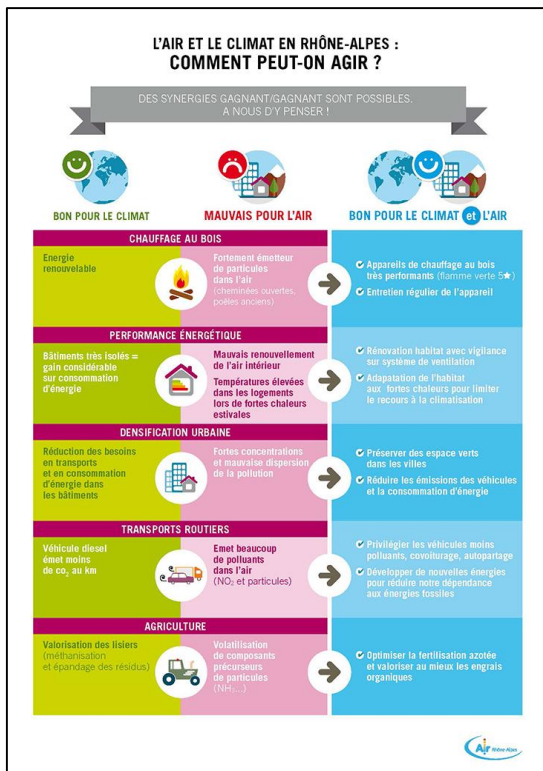 L'AIR ET LE CLIMAT EN RHÔNE-ALPES :
COMMENT PEUT-ON AGIR ?
DES SYNERGIES GAGNANT/GAGNANT SONT POSSIBLES.
A NOUS D'Y PENSER !
BON POUR LE CLIMAT
MAUVAIS POUR L'AIR
BON POUR LE CLIMAT et L'AIR
CHAUFFAGE AU BOIS
Energie
renouvelable
Fortement émetteur
de particules
dans l'air
(cheminées ouvertes,
poêles anciens)
Appareils de chauffage au bois
très performants (flamme verte 5★)
Entretien régulier de l'appareil
PERFORMANCE ÉNERGÉTIQUE
Bâtiments très isolés =
gain considérable
sur consommation
d'énergie
Mauvais renouvellement
de l'air intérieur
Températures élevées
dans les logements
lors de fortes chaleurs
estivales
Rénovation habitat avec vigilance
sur système de ventilation
Adapatation de l'habitat
aux fortes chaleurs pour limiter
le recours à la climatisation
DENSIFICATION URBAINE
Réduction des besoins
en transports
et en consommation
d'énergie dans
les bâtiments
Fortes concentrations
et mauvaise dispersion
de la pollution
Préserver des espace verts
dans les villes
Réduire les émissions des véhicules
et la consommation d'énergie
TRANSPORTS ROUTIERS
Véhicule diesel
émet moins
de co₂ au km
Emet beaucoup
de polluants
dans l'air
(NO₂ et particules)
Privilégier les véhicules moins
polluants, covoiturage, autopartage
Développer de nouvelles énergies
pour réduire notre dépendance
aux énergies fossiles
AGRICULTURE
Valorisation des lisiers
(méthanisation
et épandage des résidus)
Volatilisation
de composants
précurseurs
de particules
(NH₃...)
Optimiser la fertilisation azotée
et valoriser au mieux les engrais
organiques
Air Rhône-Alpes